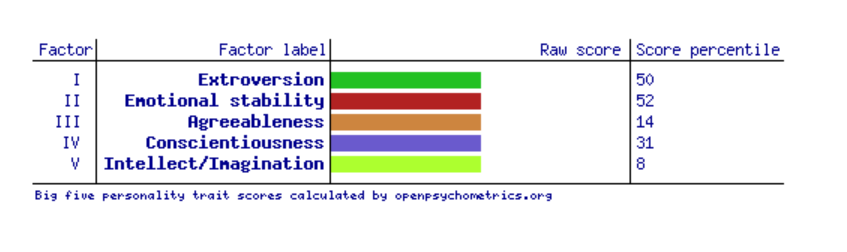 Factor Factor label Raw score Score percentile
I Extroversion 50
II Emotional stability 52
III Agreeableness 14
IV Conscientiousness 31
V Intellect/Imagination 8
Big five personality trait scores calculated by openpsychometrics.org